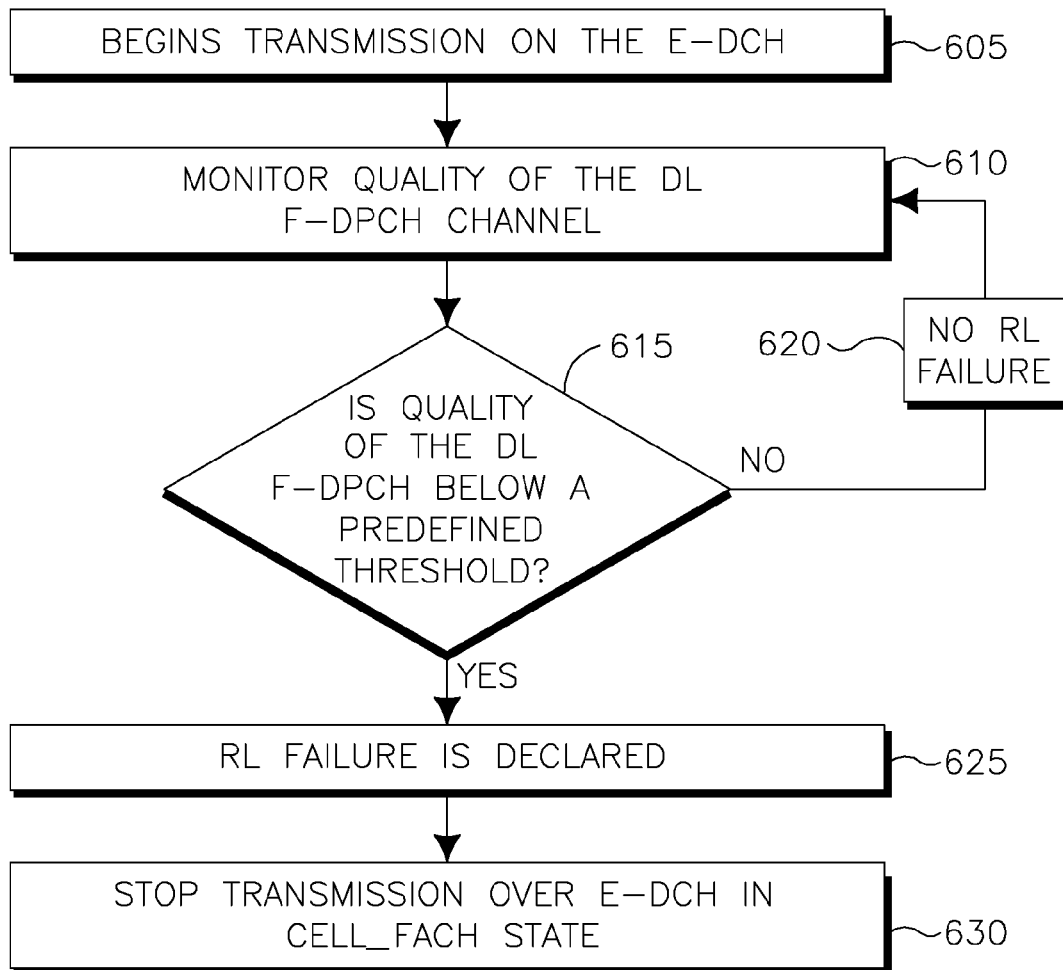 BEGINS TRANSMISSION ON THE E-DCH
605
MONITOR QUALITY OF THE DL
F-DPCH CHANNEL
610
IS QUALITY
OF THE DL
F-DPCH BELOW A
PREDEFINED
THRESHOLD?
615
NO
620
NO RL
FAILURE
YES
RL FAILURE IS DECLARED
625
STOP TRANSMISSION OVER E-DCH IN
CELL_FACH STATE
630